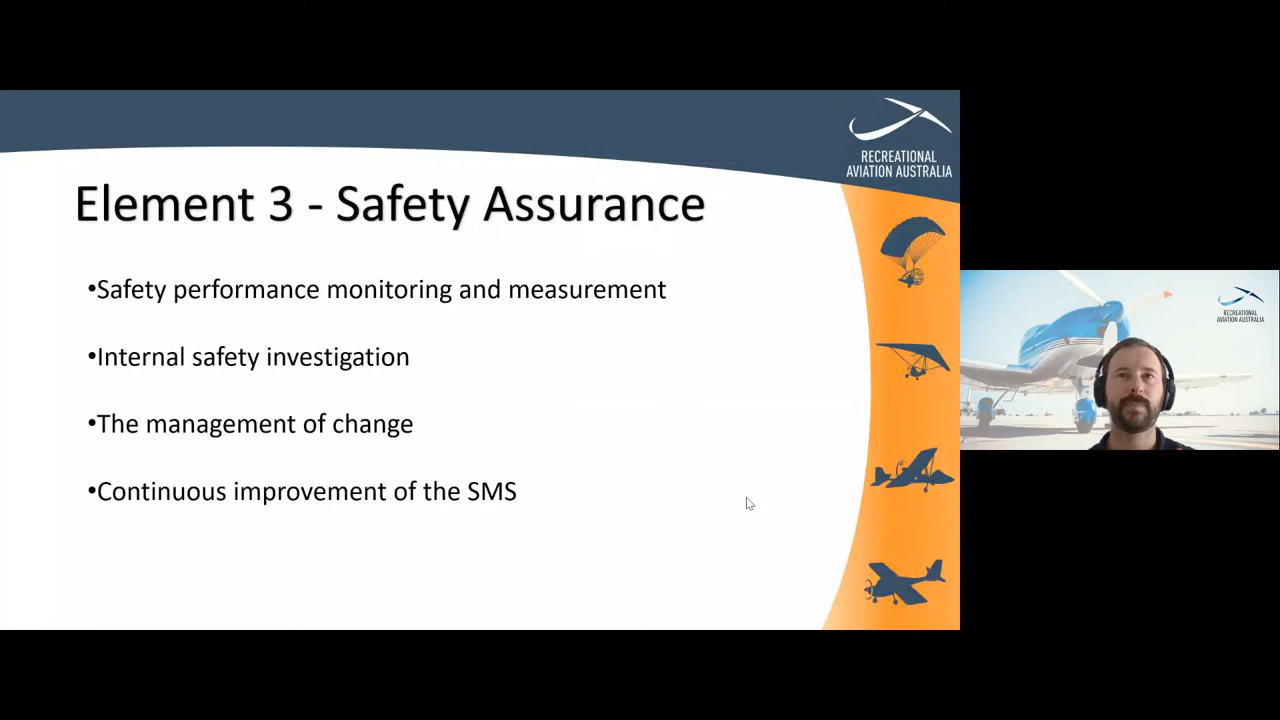 RECREATIONAL
AVIATION AUSTRALIA
Element 3 - Safety Assurance
•Safety performance monitoring and measurement
•Internal safety investigation
•The management of change
•Continuous improvement of the SMS
RECREATIONAL
AVIATION AUSTRALIA